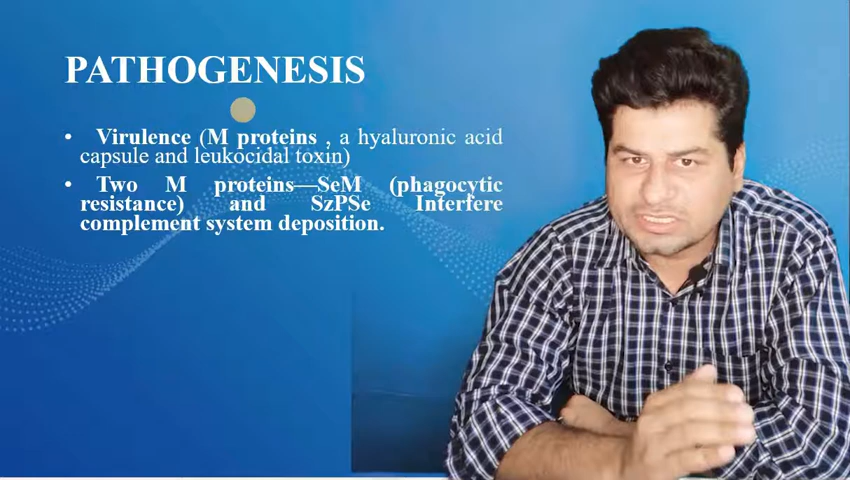 PATHOGENESIS
• Virulence (M proteins , a hyaluronic acid
capsule and leukocidal toxin)
• Two M proteins—SeM (phagocytic
resistance) and SzPSe Interfere
complement system deposition.